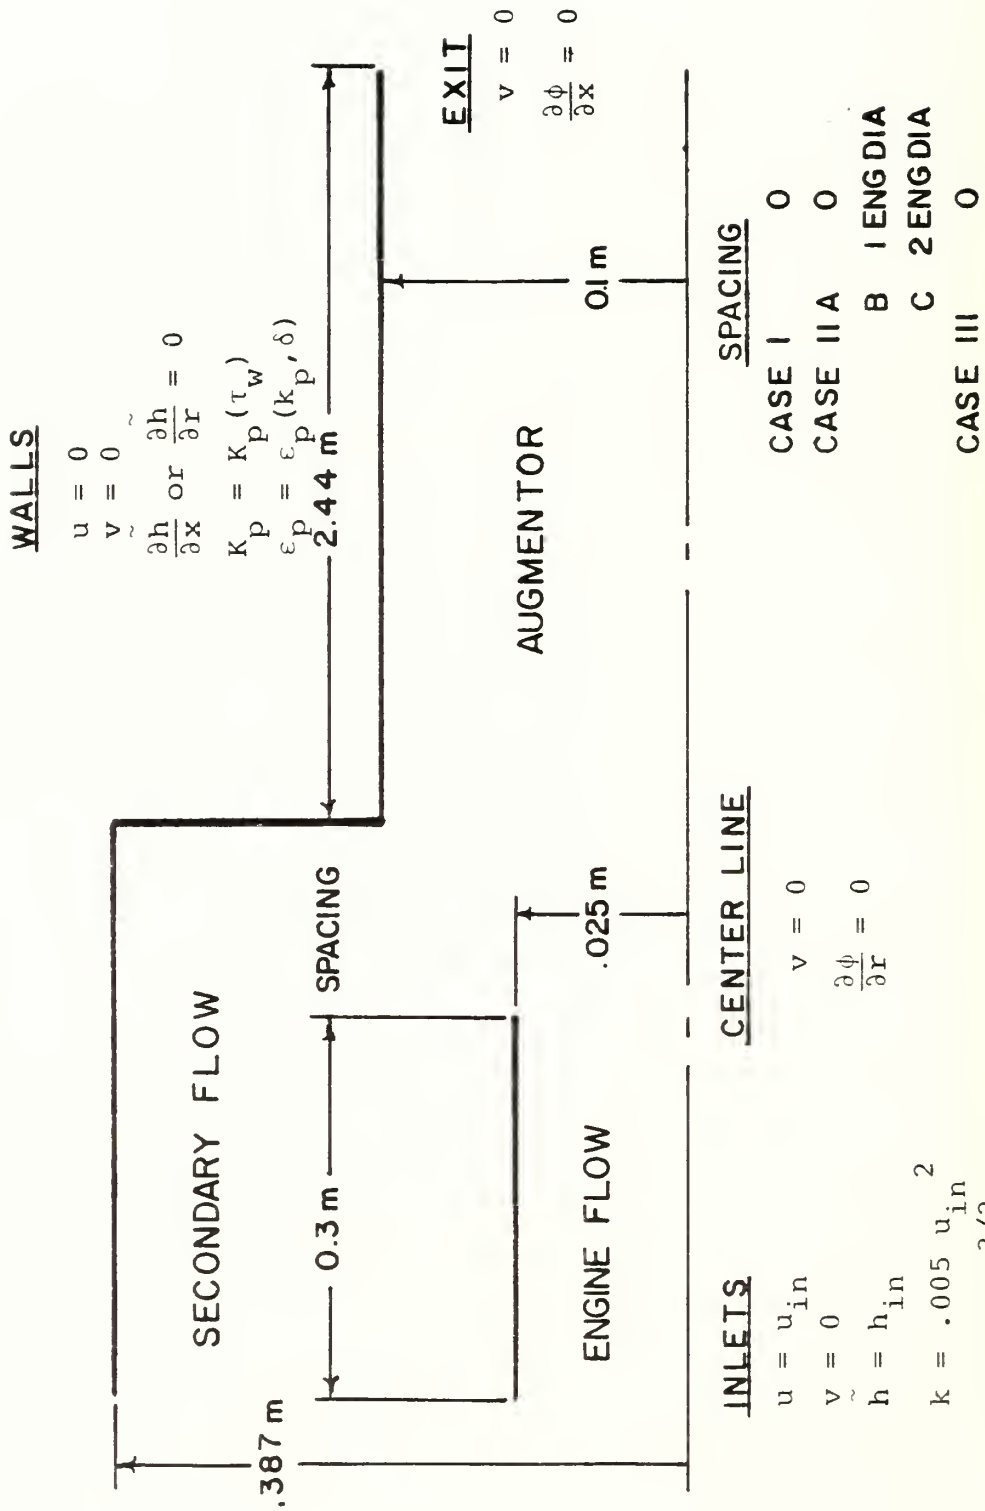 WALLS
u = 0
v = 0
∂h̃/∂x or ∂h̃/∂r = 0
K_p = K_p (τ_w)
ε_p = ε_p (k_p, δ)
2.44 m
EXIT
v = 0
∂φ/∂x = 0
SECONDARY FLOW
SPACING
0.3 m
.387 m
AUGMENTOR
0.1 m
.025 m
ENGINE FLOW
INLETS
u = u_in
v = 0
h̃ = h_in
k = .005 u_in^2
CENTER LINE
v = 0
∂φ/∂r = 0
SPACING
CASE I 0
CASE II A 0
B 1 ENG DIA
C 2 ENG DIA
CASE III 0